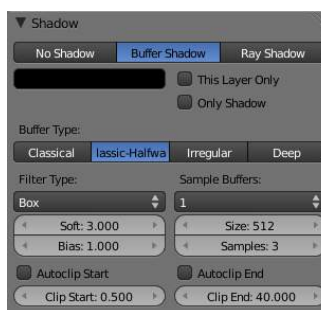 Shadow
No Shadow Buffer Shadow Ray Shadow
This Layer Only
Only Shadow
Buffer Type:
Classical lassic-Halfwa Irregular Deep
Filter Type: Sample Buffers:
Box 1
Soft: 3.000 Size: 512
Bias: 1.000 Samples: 3
Autoclip Start Autoclip End
Clip Start: 0.500 Clip End: 40.000